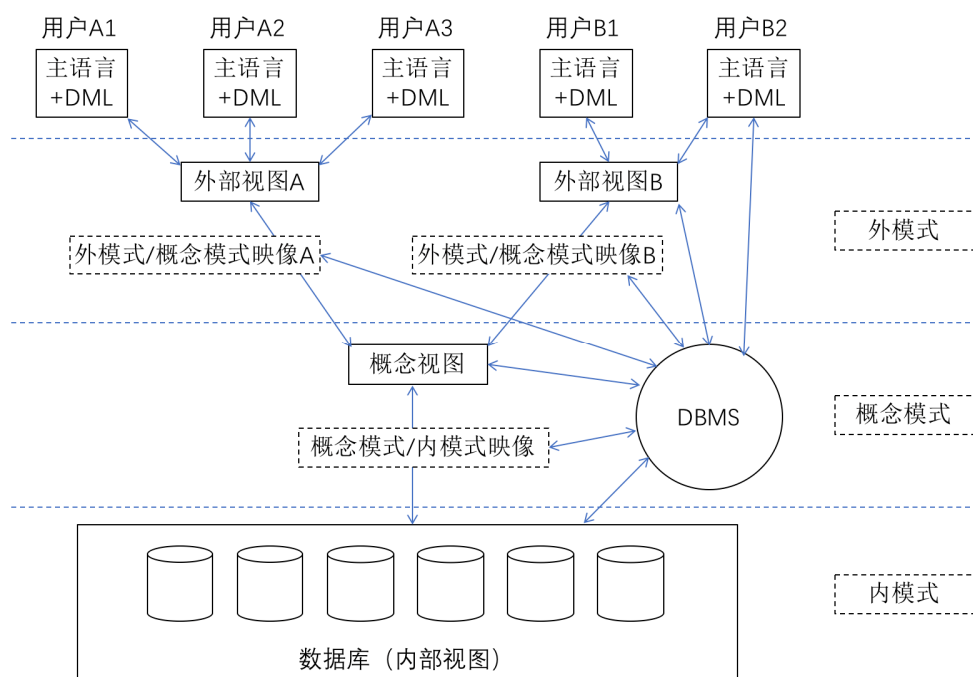 用户A1
用户A2
用户A3
用户B1
用户B2
主语言
+DML
主语言
+DML
主语言
+DML
主语言
+DML
主语言
+DML
外部视图A
外部视图B
外模式
外模式/概念模式映像A
外模式/概念模式映像B
概念视图
DBMS
概念模式
概念模式/内模式映像
内模式
数据库（内部视图）